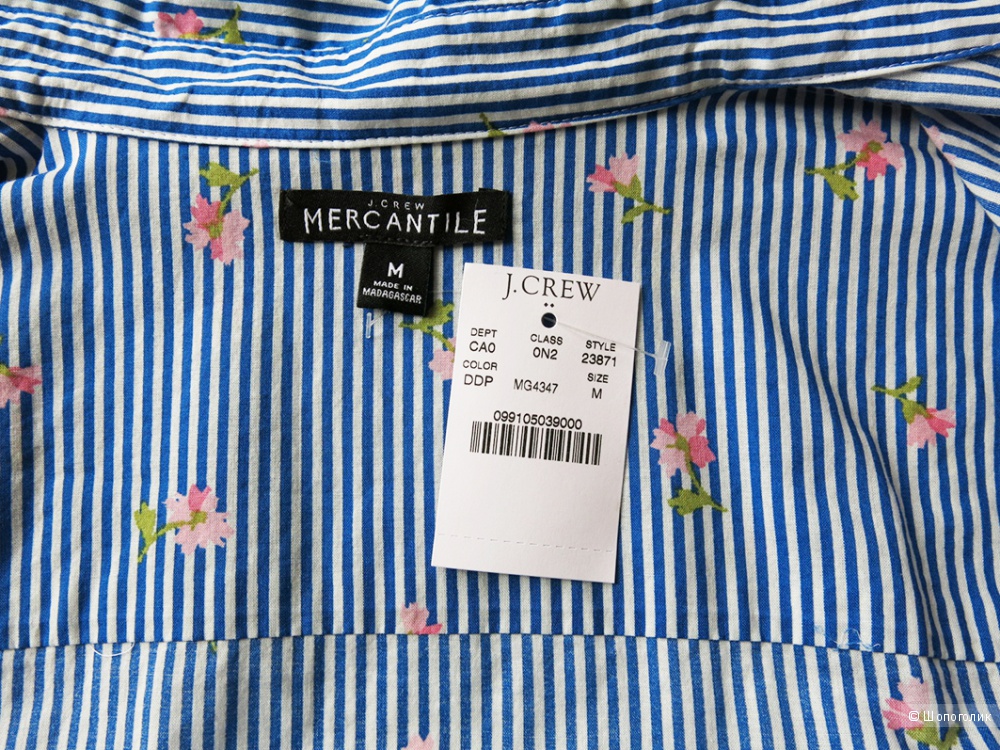 J.CREW
MERCANTILE
M
MADE IN
MADAGASCAR
J.CREW
DEPT CLASS STYLE
CA0 0N2 23871
COLOR SIZE
DDP MG4347 M
099105039000
© Шопоголик